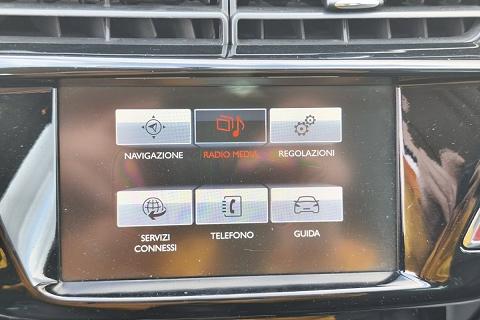 NAVIGAZIONE
RADIO MEDIA
REGOLAZIONI
SERVIZI
CONNESSI
TELEFONO
GUIDA